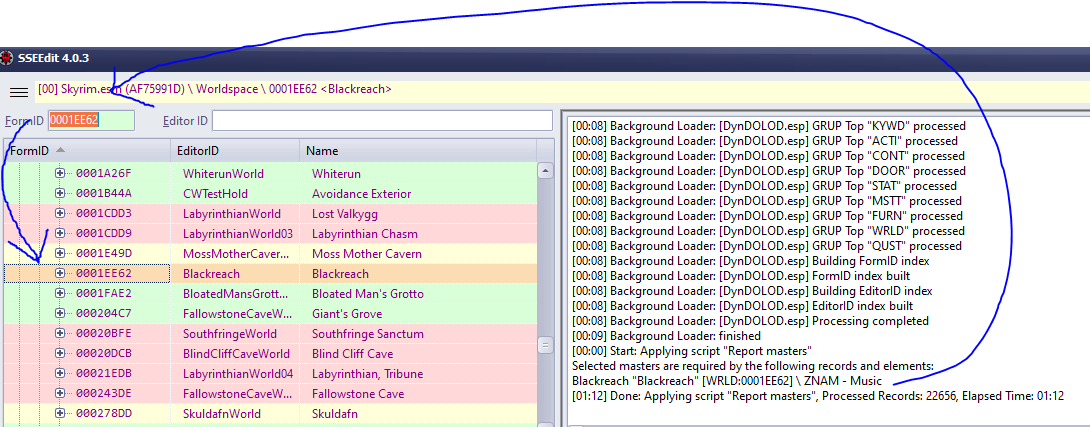 SSEEdit 4.0.3
[00] Skyrim.esm (AF75991D) \ Worldspace \ 0001EE62 <Blackreach>
FormID 0001EE62 Editor ID
FormID EditorID Name
0001A26F WhiterunWorld Whiterun
0001B44A CWTestHold Avoidance Exterior
0001CDD3 LabyrinthianWorld Lost Valkygg
0001CDD9 LabyrinthianWorld03 Labyrinthian Chasm
0001E49D MossMotherCaver... Moss Mother Cavern
0001EE62 Blackreach Blackreach
0001FAE2 BloatedMansGrott... Bloated Man's Grotto
000204C7 FallowstoneCaveW... Giant's Grove
00020BFE SouthfringeWorld Southfringe Sanctum
00020DCB BlindCliffCaveWorld Blind Cliff Cave
00021EDB LabyrinthianWorld04 Labyrinthian, Tribune
000243DE FallowstoneCaveW... Fallowstone Cave
000278DD SkuldafnWorld Skuldafn
[00:08] Background Loader: [DynDOLOD.esp] GRUP Top "KYWD" processed
[00:08] Background Loader: [DynDOLOD.esp] GRUP Top "ACTI" processed
[00:08] Background Loader: [DynDOLOD.esp] GRUP Top "CONT" processed
[00:08] Background Loader: [DynDOLOD.esp] GRUP Top "DOOR" processed
[00:08] Background Loader: [DynDOLOD.esp] GRUP Top "STAT" processed
[00:08] Background Loader: [DynDOLOD.esp] GRUP Top "MSTT" processed
[00:08] Background Loader: [DynDOLOD.esp] GRUP Top "FURN" processed
[00:08] Background Loader: [DynDOLOD.esp] GRUP Top "WRLD" processed
[00:08] Background Loader: [DynDOLOD.esp] GRUP Top "QUST" processed
[00:08] Background Loader: [DynDOLOD.esp] Building FormID index
[00:08] Background Loader: [DynDOLOD.esp] FormID index built
[00:08] Background Loader: [DynDOLOD.esp] Building EditorID index
[00:08] Background Loader: [DynDOLOD.esp] EditorID index built
[00:08] Background Loader: [DynDOLOD.esp] Processing completed
[00:09] Background Loader: finished
[00:00] Start: Applying script "Report masters"
Selected masters are required by the following records and elements:
Blackreach "Blackreach" [WRLD:0001EE62] \ ZNAM - Music
[01:12] Done: Applying script "Report masters", Processed Records: 22656, Elapsed Time: 01:12